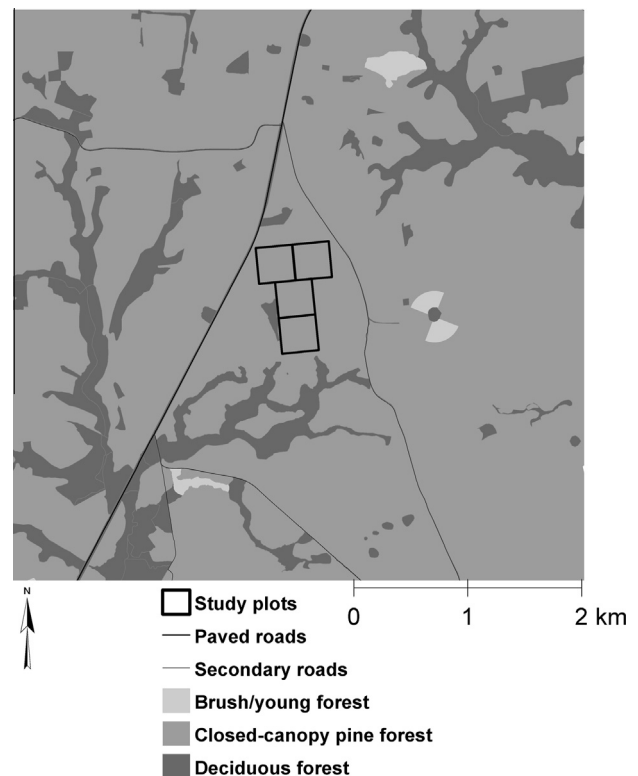 N
0 1 2 km
Study plots
Paved roads
Secondary roads
Brush/young forest
Closed-canopy pine forest
Deciduous forest